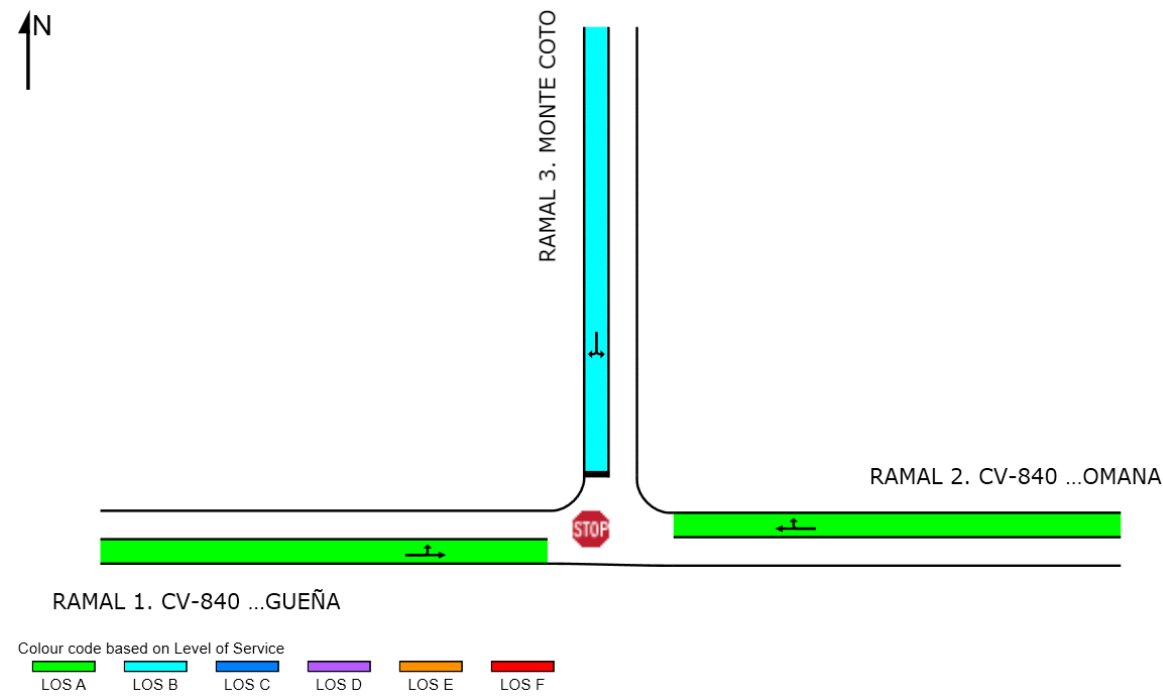 N
RAMAL 3. MONTE COTO
RAMAL 2. CV-840 ...OMANA
STOP
RAMAL 1. CV-840 ...GUEÑA
Colour code based on Level of Service
LOS A LOS B LOS C LOS D LOS E LOS F